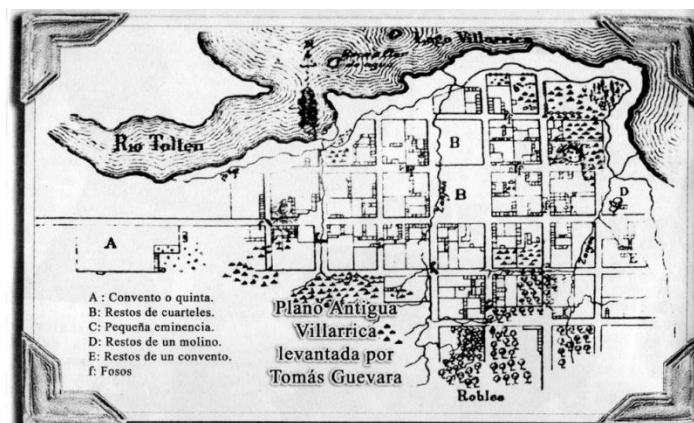 Lago Villarrica
Río Tolten
B
B
D
E
A
A : Convento o quinta.
B: Restos de cuarteles.
C: Pequeña eminencia.
D: Restos de un molino.
E: Restos de un convento.
f: Fosos
Plano Antigua
Villarrica
levantada por
Tomás Guevara
Robles